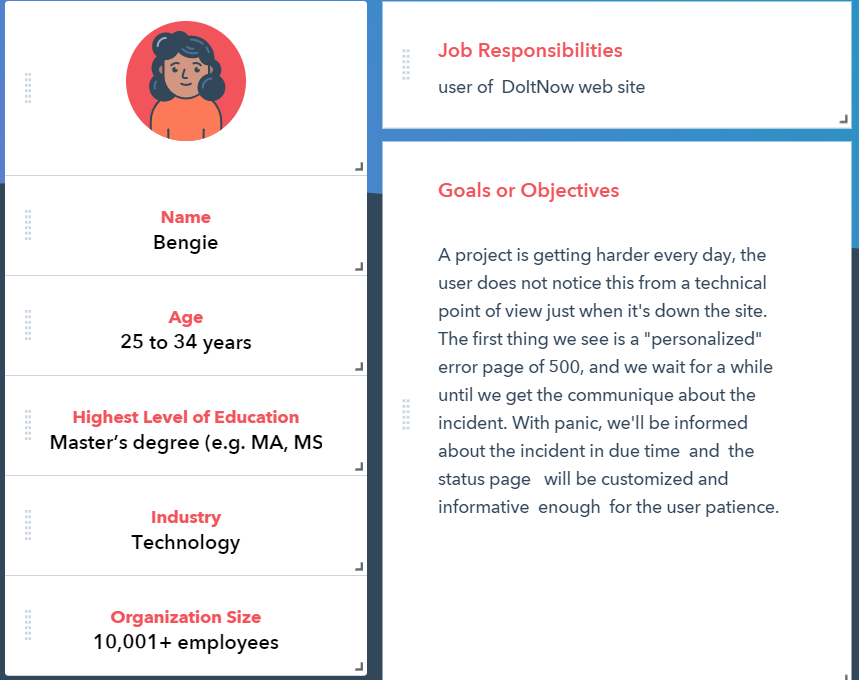 Name
Bengie
Age
25 to 34 years
Highest Level of Education
Master's degree (e.g. MA, MS
Industry
Technology
Organization Size
10,001+ employees
Job Responsibilities
user of DoItNow web site
Goals or Objectives
A project is getting harder every day, the
user does not notice this from a technical
point of view just when it's down the site.
The first thing we see is a "personalized"
error page of 500, and we wait for a while
until we get the communique about the
incident. With panic, we'll be informed
about the incident in due time and the
status page will be customized and
informative enough for the user patience.